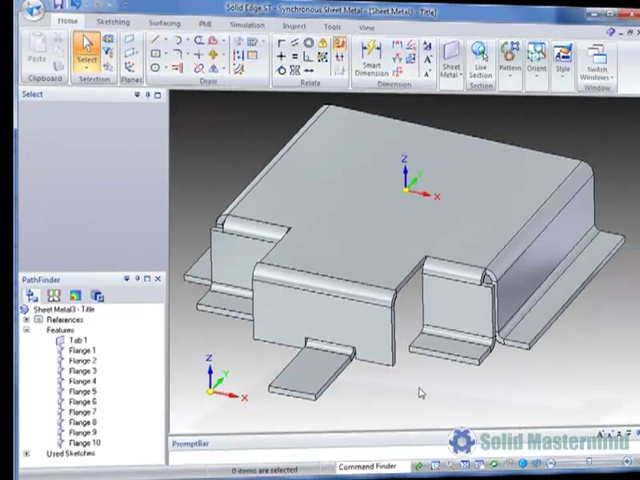 Solid Edge ST - Synchronous Sheet Metal - [Sheet Metal3 - Title]
Home Sketching Surfacing PMI Simulation Inspect Tools View
Paste
Select
Planes
Smart
Dimension
Sheet
Metal
Live
Section
Pattern
Orient
Style
Switch
Windows
Clipboard Selection Draw Relate Dimension Section Window
Select
Z
Y
X
PathFinder
Sheet Metal3 - Title
References
Features
Tab 1
Flange 1
Flange 2
Flange 3
Flange 4
Flange 5
Flange 6
Flange 7
Flange 8
Flange 9
Flange 10
Used Sketches
Z
Y
X
PromptBar
Solid Mastermind
0 items are selected
Command Finder